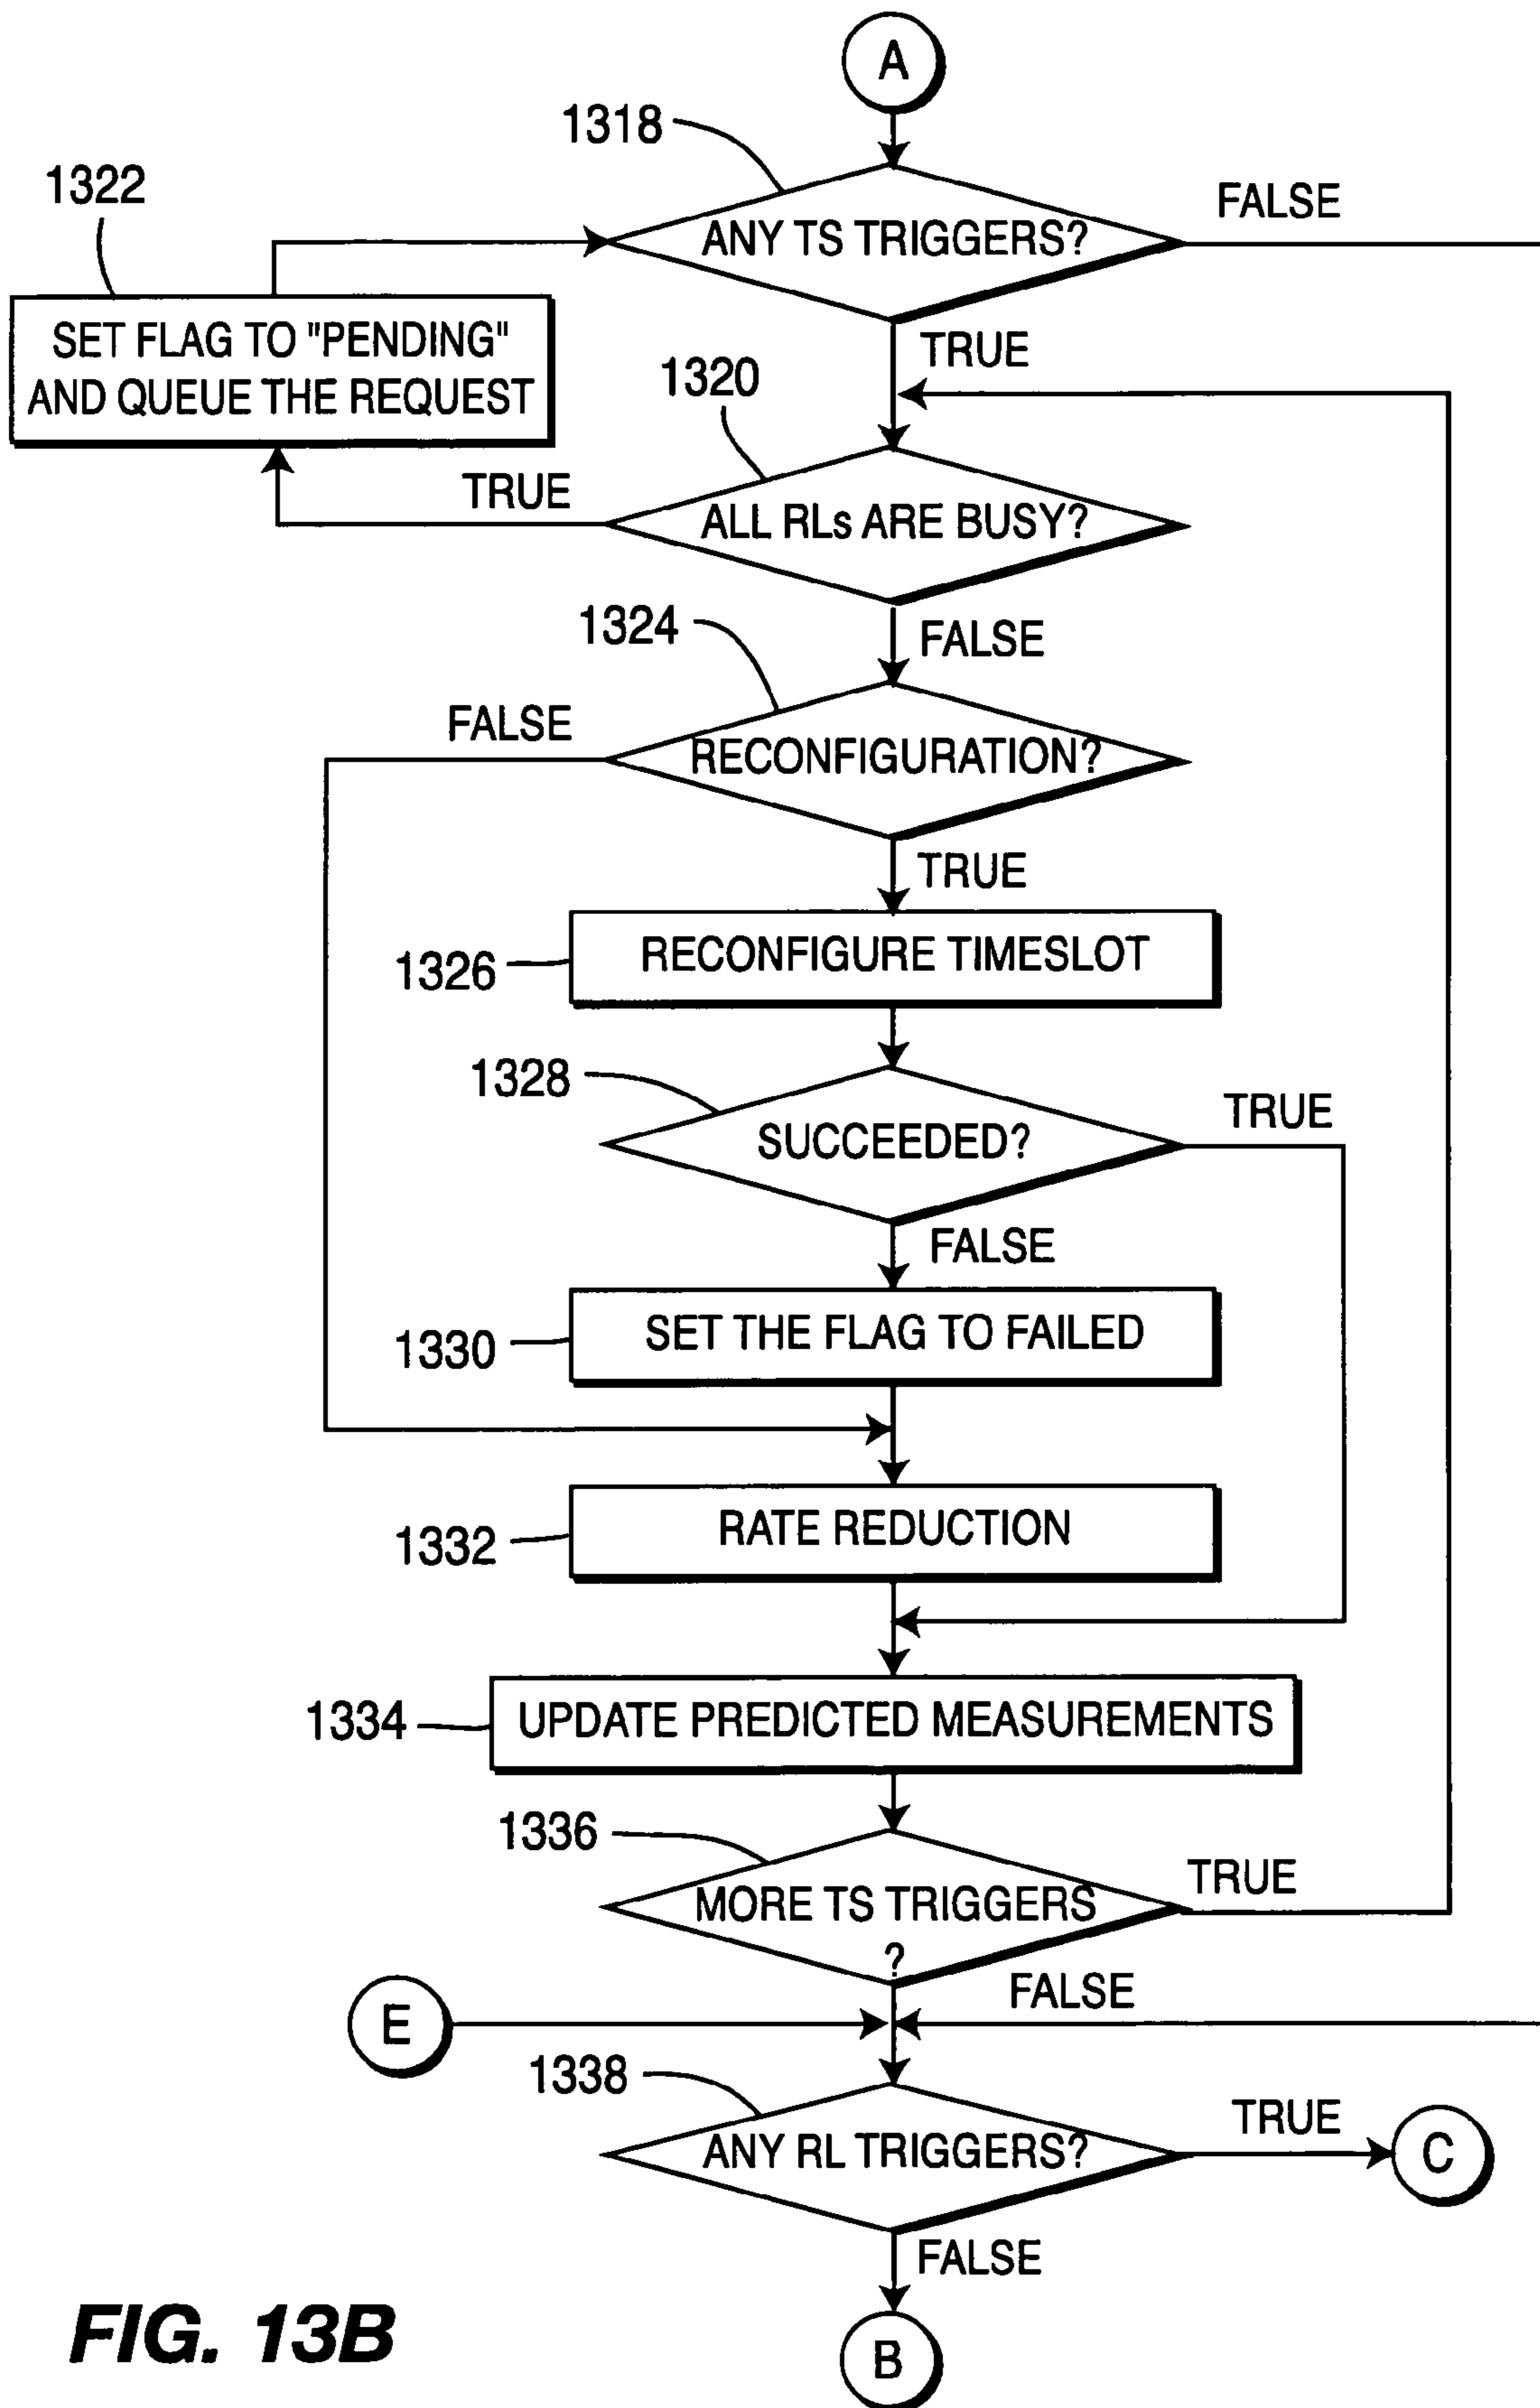 A
1318
1322
FALSE
ANY TS TRIGGERS?
SET FLAG TO "PENDING"
AND QUEUE THE REQUEST
TRUE
1320
TRUE
ALL RLs ARE BUSY?
1324
FALSE
FALSE
RECONFIGURATION?
TRUE
RECONFIGURE TIMESLOT
1326
1328
TRUE
SUCCEEDED?
FALSE
SET THE FLAG TO FAILED
1330
RATE REDUCTION
1332
UPDATE PREDICTED MEASUREMENTS
1334
1336
TRUE
MORE TS TRIGGERS
?
FALSE
E
1338
TRUE
ANY RL TRIGGERS?
C
FALSE
FIG. 13B
B